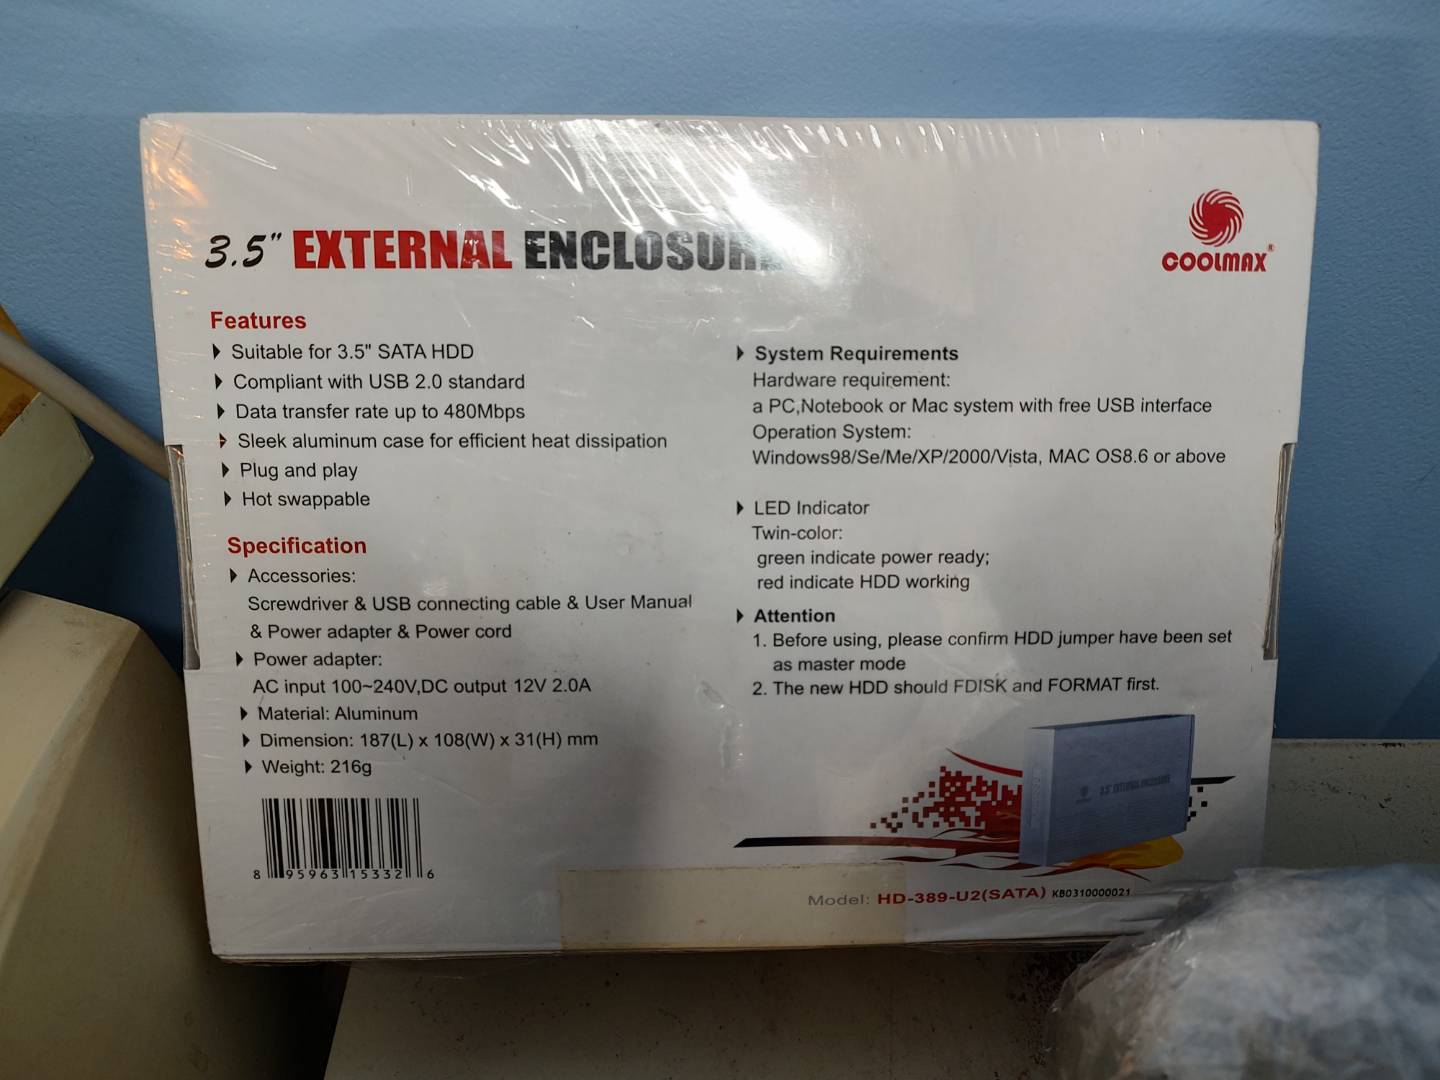 3.5" EXTERNAL ENCLOSURE
COOLMAX®
Features
Suitable for 3.5" SATA HDD
Compliant with USB 2.0 standard
Data transfer rate up to 480Mbps
Sleek aluminum case for efficient heat dissipation
Plug and play
Hot swappable
Specification
Accessories:
Screwdriver & USB connecting cable & User Manual
& Power adapter & Power cord
Power adapter:
AC input 100~240V,DC output 12V 2.0A
Material: Aluminum
Dimension: 187(L) x 108(W) x 31(H) mm
Weight: 216g
8 95963 15332 6
System Requirements
Hardware requirement:
a PC,Notebook or Mac system with free USB interface
Operation System:
Windows98/Se/Me/XP/2000/Vista, MAC OS8.6 or above
LED Indicator
Twin-color:
green indicate power ready;
red indicate HDD working
Attention
1. Before using, please confirm HDD jumper have been set
as master mode
2. The new HDD should FDISK and FORMAT first.
3.5" EXTERNAL ENCLOSURE
Model: HD-389-U2(SATA) KB0310000021